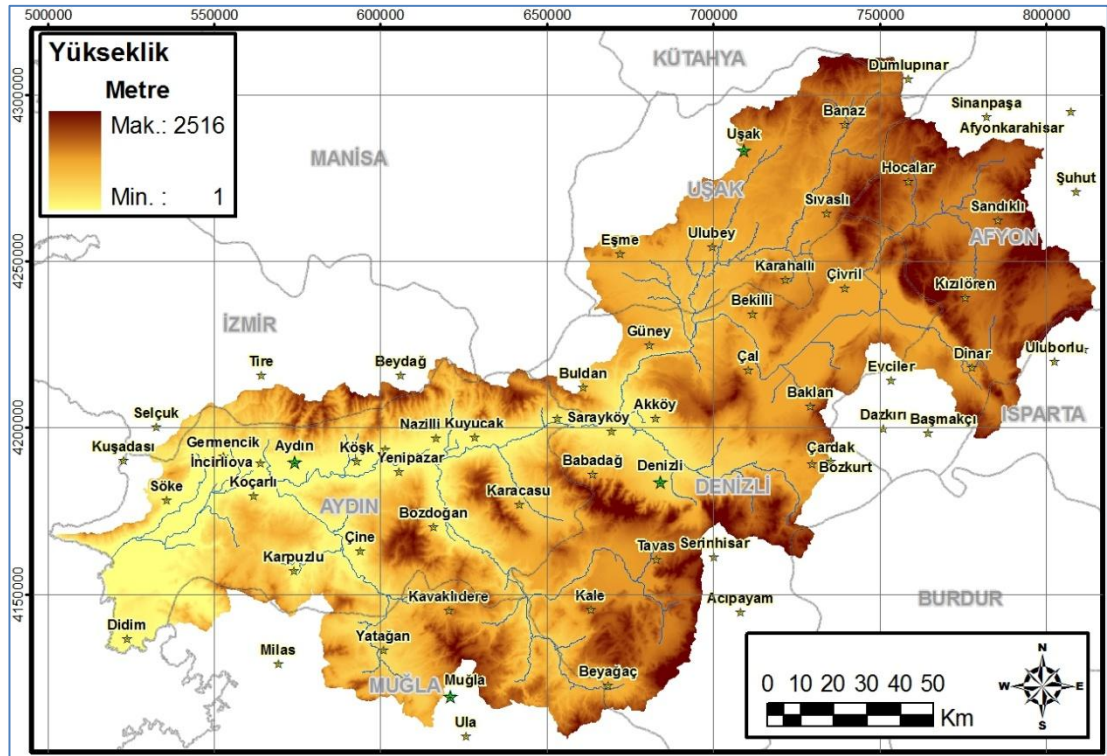 500000 550000 600000 650000 700000 750000 800000
Yükseklik
Metre
Mak.: 2516
Min. : 1
KÜTAHYA
Dumlupınar
4300000
Sinanpaşa
Banaz
Afyonkarahisar
Uşak
MANİSA
Hocalar
Şuhut
UŞAK
Sıvaslı
Sandıklı
AFYON
Eşme
Ulubey
4250000
Karahallı
Çivril
Kızılören
Bekilli
İZMİR
Güney
Tire
Beydağ
Buldan
Çal
Evciler
Dinar
Uluborlu
Baklan
Selçuk
Sarayköy
Akköy
Dazkırı
Başmakçı
ISPARTA
4200000
Nazilli
Kuyucak
Kuşadası
Germencik
Aydın
Köşk
Çardak
İncirliova
Yenipazar
Babadağ
Denizli
Bozkurt
Söke
Koçarlı
AYDIN
Karacasu
DENİZLİ
Bozdoğan
Çine
Karpuzlu
Tavas
Serinhisar
4150000
Kavaklıdere
Kale
Acıpayam
BURDUR
Didim
Yatağan
Milas
Beyağaç
MUĞLA
Muğla
Ula
N
W E
S
0 10 20 30 40 50
Km